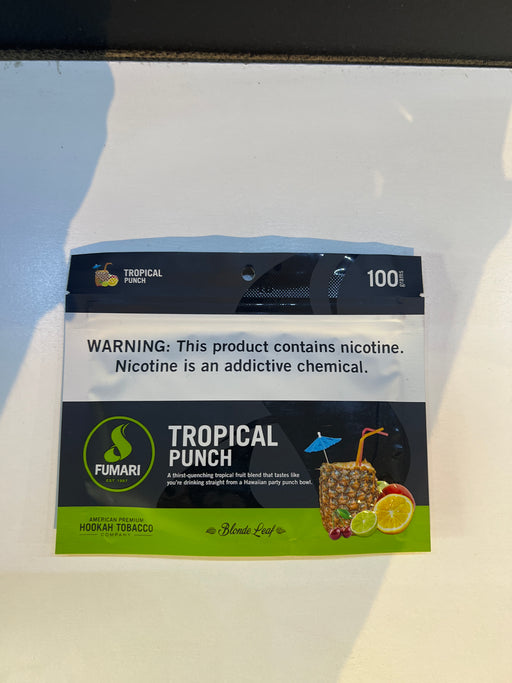 TROPICAL
PUNCH
100 grams
WARNING: This product contains nicotine.
Nicotine is an addictive chemical.
FUMARI
EST 1997
TROPICAL
PUNCH
A thirst-quenching tropical fruit blend that tastes like
you're drinking straight from a Hawaiian party punch bowl.
AMERICAN PREMIUM
HOOKAH TOBACCO
COMPANY
Blonde Leaf